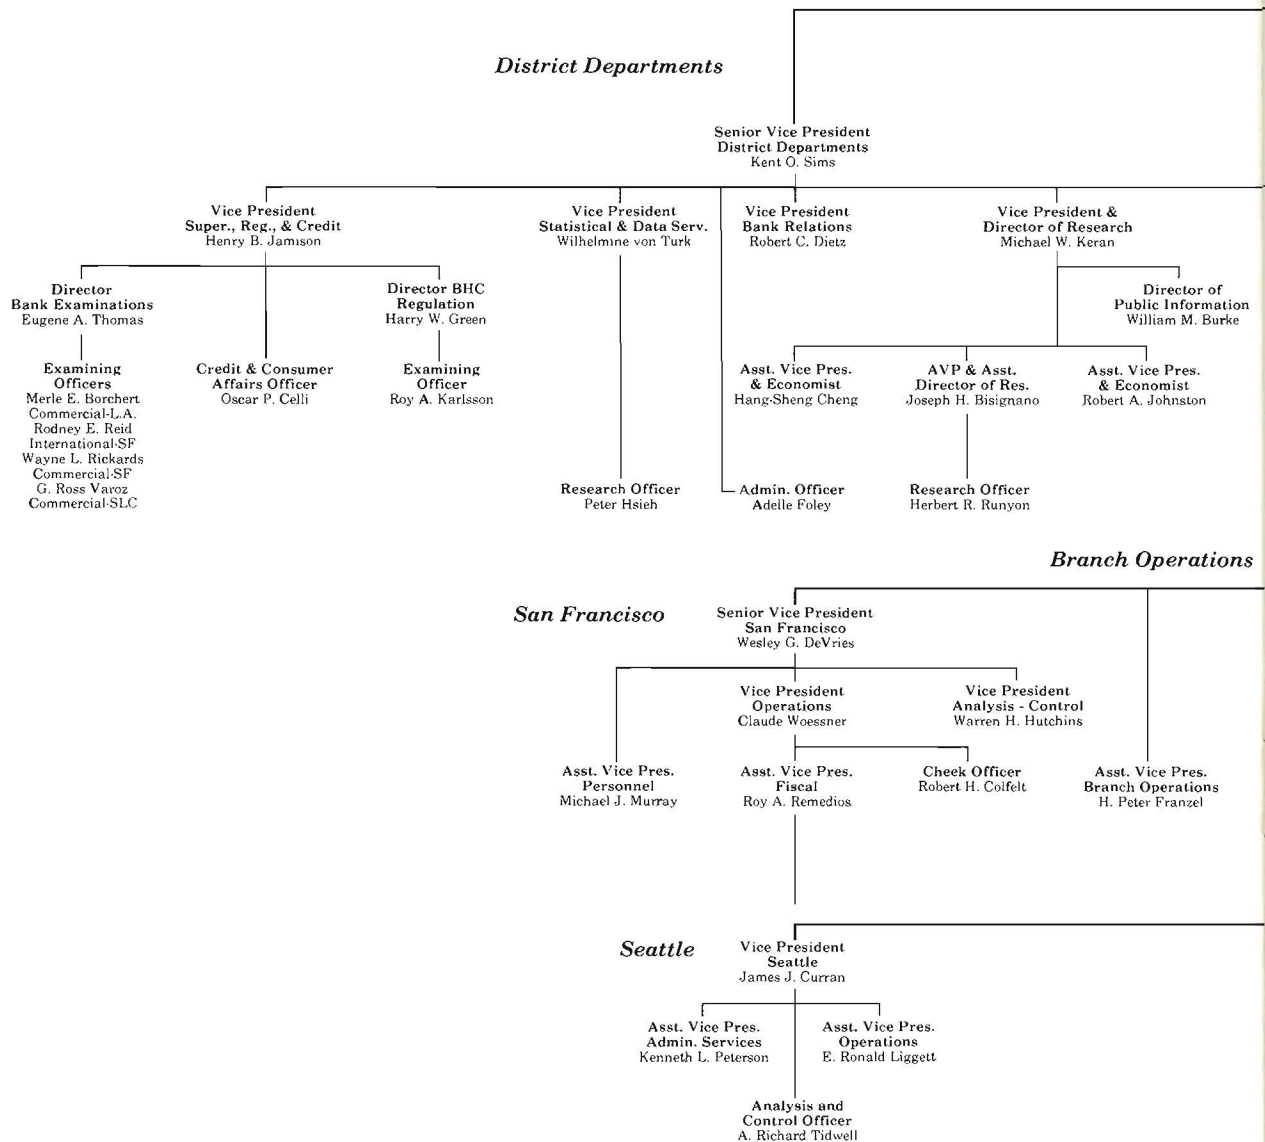 District Departments
Senior Vice President
District Departments
Kent O. Sims
Vice President
Super., Reg., & Credit
Henry B. Jamison
Vice President
Statistical & Data Serv.
Wilhelmine von Turk
Vice President
Bank Relations
Robert C. Dietz
Vice President &
Director of Research
Michael W. Keran
Director
Bank Examinations
Eugene A. Thomas
Director BHC
Regulation
Harry W. Green
Director of
Public Information
William M. Burke
Examining
Officers
Merle E. Borchert
Commercial-L.A.
Rodney E. Reid
International-SF
Wayne L. Rickards
Commercial-SF
G. Ross Varoz
Commercial-SLC
Credit & Consumer
Affairs Officer
Oscar P. Celli
Examining
Officer
Roy A. Karlsson
Asst. Vice Pres.
& Economist
Hang-Sheng Cheng
AVP & Asst.
Director of Res.
Joseph H. Bisignano
Asst. Vice Pres.
& Economist
Robert A. Johnston
Research Officer
Peter Hsieh
Admin. Officer
Adelle Foley
Research Officer
Herbert R. Runyon
Branch Operations
San Francisco
Senior Vice President
San Francisco
Wesley G. DeVries
Vice President
Operations
Claude Woessner
Vice President
Analysis - Control
Warren H. Hutchins
Asst. Vice Pres.
Personnel
Michael J. Murray
Asst. Vice Pres.
Fiscal
Roy A. Remedios
Cheek Officer
Robert H. Colfelt
Asst. Vice Pres.
Branch Operations
H. Peter Franzel
Seattle
Vice President
Seattle
James J. Curran
Asst. Vice Pres.
Admin. Services
Kenneth L. Peterson
Asst. Vice Pres.
Operations
E. Ronald Liggett
Analysis and
Control Officer
A. Richard Tidwell